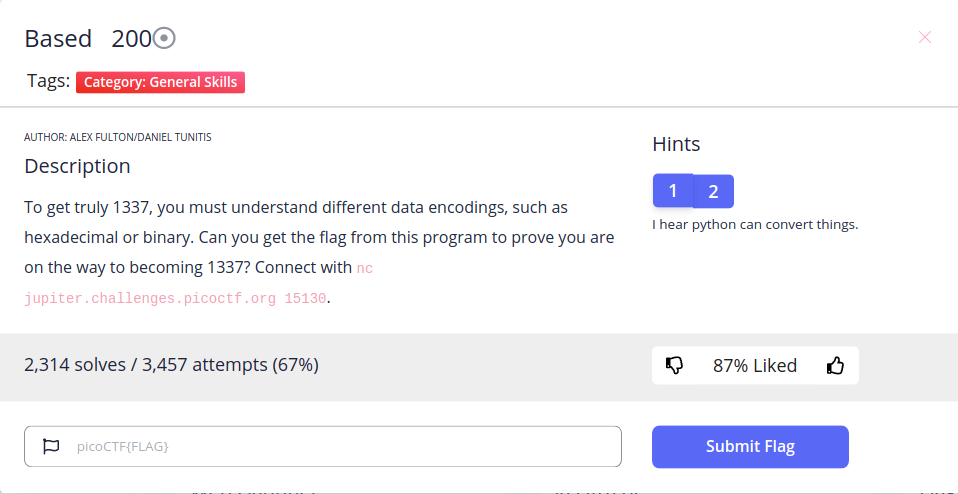 Based 200
Tags: Category: General Skills
AUTHOR: ALEX FULTON/DANIEL TUNITIS
Description
To get truly 1337, you must understand different data encodings, such as
hexadecimal or binary. Can you get the flag from this program to prove you are
on the way to becoming 1337? Connect with nc
jupiter.challenges.picoctf.org 15130.
Hints
1 2
I hear python can convert things.
2,314 solves / 3,457 attempts (67%)
87% Liked
picoCTF{FLAG}
Submit Flag